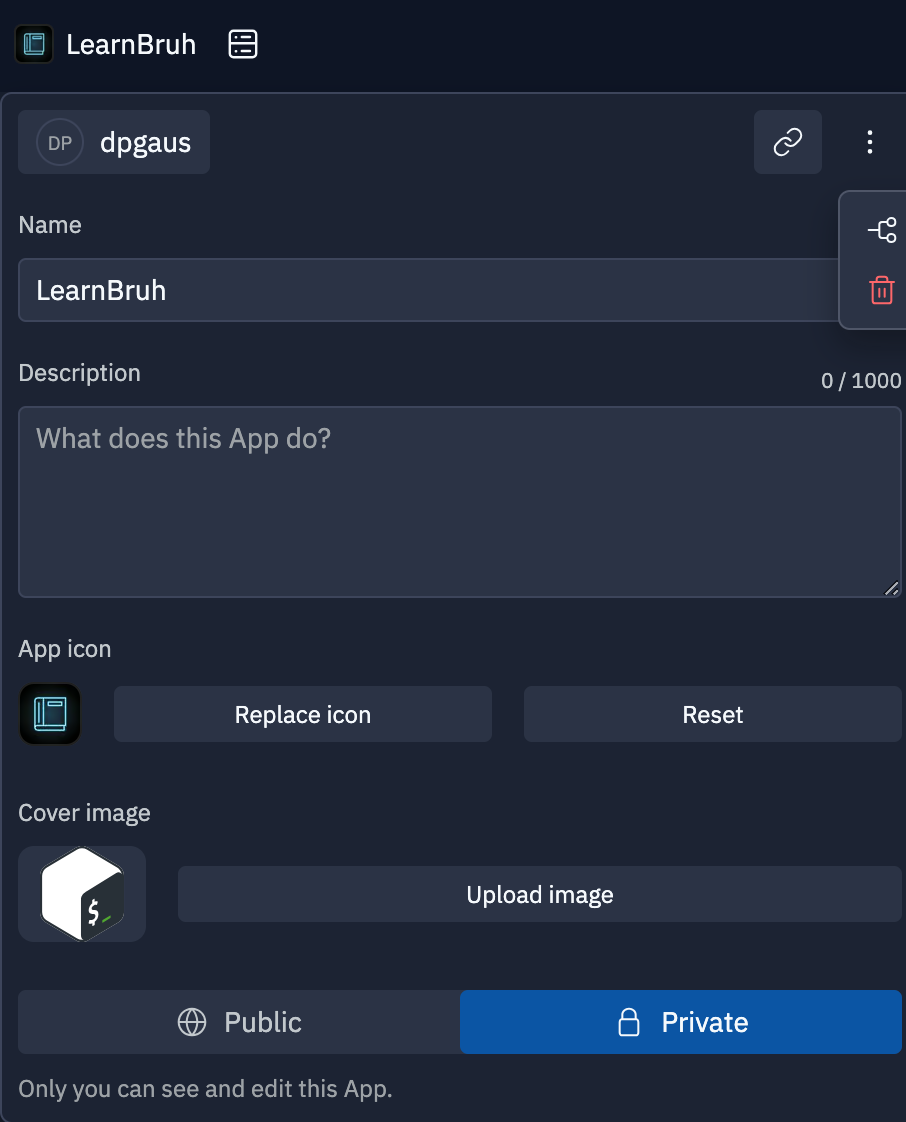 LearnBruh
DP dpgaus
Name
LearnBruh
Description
0 / 1000
What does this App do?
App icon
Replace icon
Reset
Cover image
$_
Upload image
Public
Private
Only you can see and edit this App.